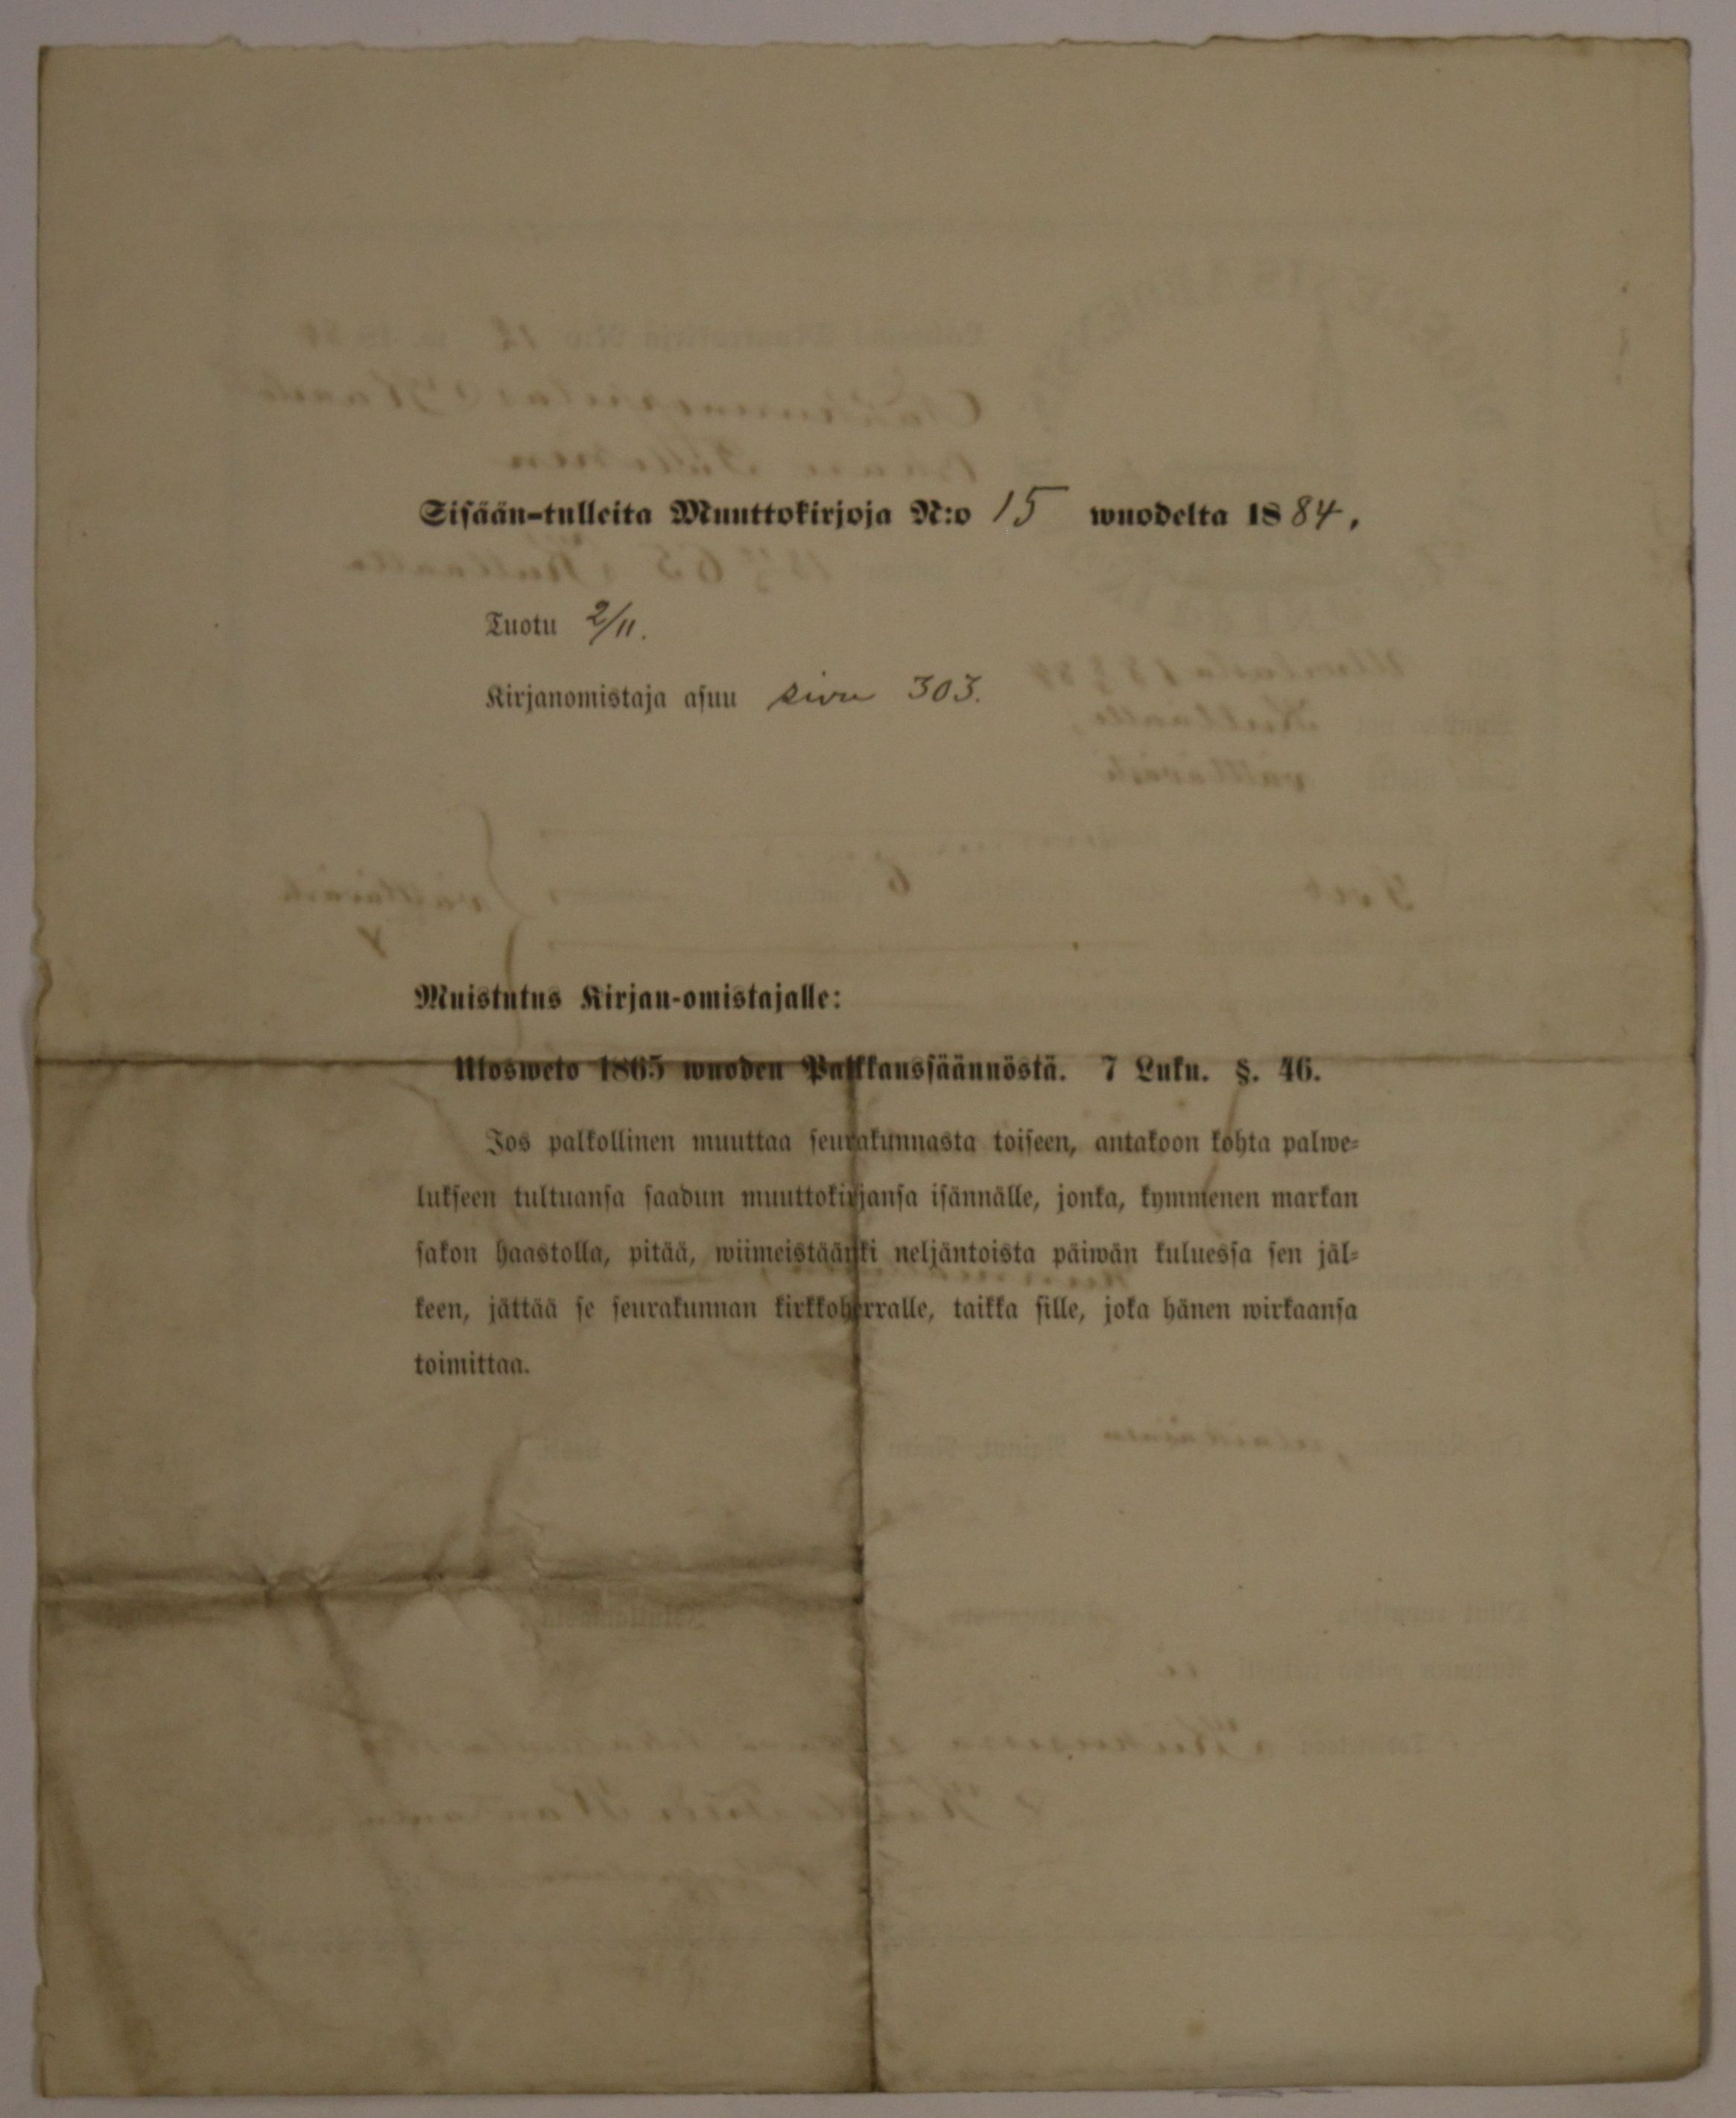 Sisään-tulleita Muuttokirjoja N:o 15 wuodelta 1884.
Tuotu 2/11.
Kirjanomistaja asuu sivu 303.
Muistutus Kirjan-omistajalle:
Ulosweto 1865 wuoden Palkkaussäännöstä. 7 Luku. §. 46.
Jos palkollinen muuttaa seurakunnasta toiseen, antakoon kohta palwe-
lukseen tultuansa saadun muuttokirjansa isännälle, jonka, kymmenen markan
sakon haastolla, pitää, wiimeistäänki neljäntoista päiwän kuluessa sen jäl-
keen, jättää se seurakunnan kirkkoherralle, taikka sille, joka hänen wirkaansa
toimittaa.